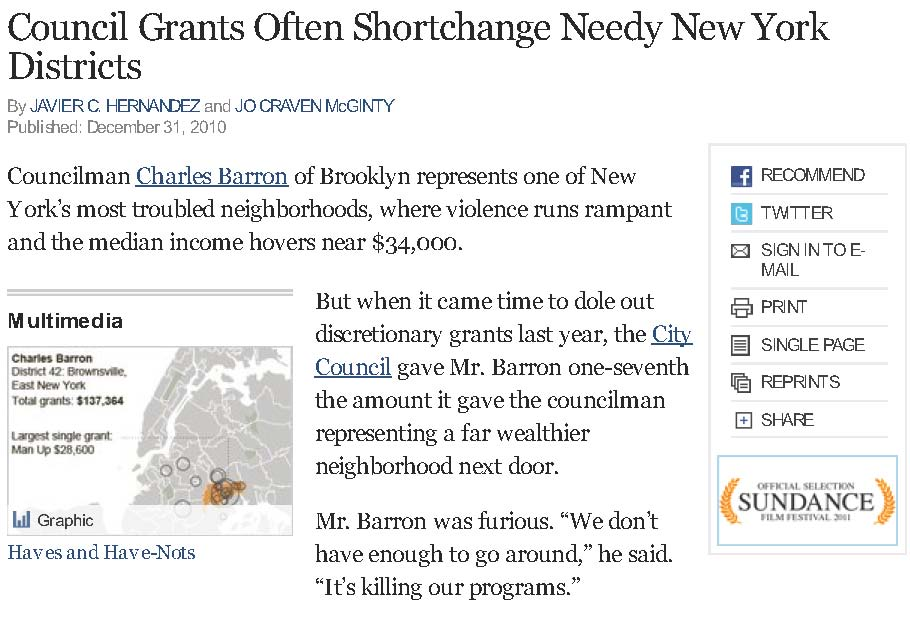 Council Grants Often Shortchange Needy New York
Districts
By JAVIER C. HERNANDEZ and JO CRAVEN McGINTY
Published: December 31, 2010
Councilman Charles Barron of Brooklyn represents one of New
York’s most troubled neighborhoods, where violence runs rampant
and the median income hovers near $34,000.
Multimedia
Charles Barron
District 42: Brownsville,
East New York
Total grants: $137,364
Largest single grant:
Man Up $28,600
Graphic
Haves and Have-Nots
But when it came time to dole out
discretionary grants last year, the City
Council gave Mr. Barron one-seventh
the amount it gave the councilman
representing a far wealthier
neighborhood next door.
Mr. Barron was furious. “We don’t
have enough to go around,” he said.
“It’s killing our programs.”
RECOMMEND
TWITTER
SIGN IN TO E-
MAIL
PRINT
SINGLE PAGE
REPRINTS
SHARE
OFFICIAL SELECTION
SUNDANCE
FILM FESTIVAL 2011